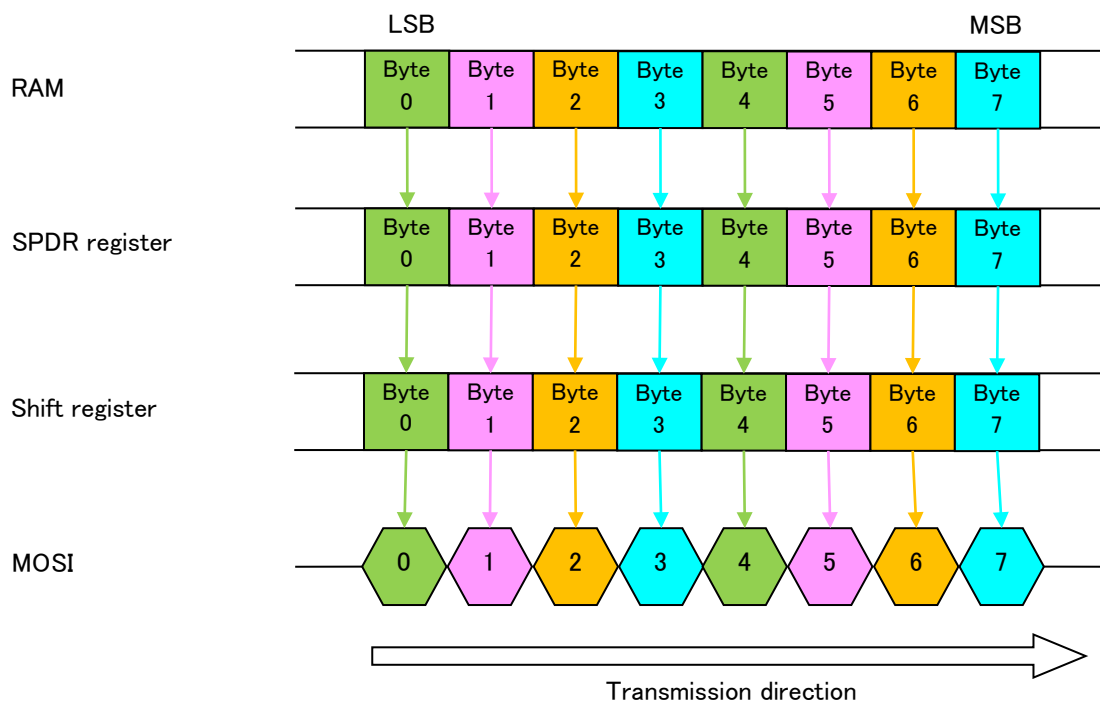 LSB MSB
RAM
Byte Byte Byte Byte Byte Byte Byte Byte
0 1 2 3 4 5 6 7
SPDR register
Byte Byte Byte Byte Byte Byte Byte Byte
0 1 2 3 4 5 6 7
Shift register
Byte Byte Byte Byte Byte Byte Byte Byte
0 1 2 3 4 5 6 7
MOSI
0 1 2 3 4 5 6 7
Transmission direction